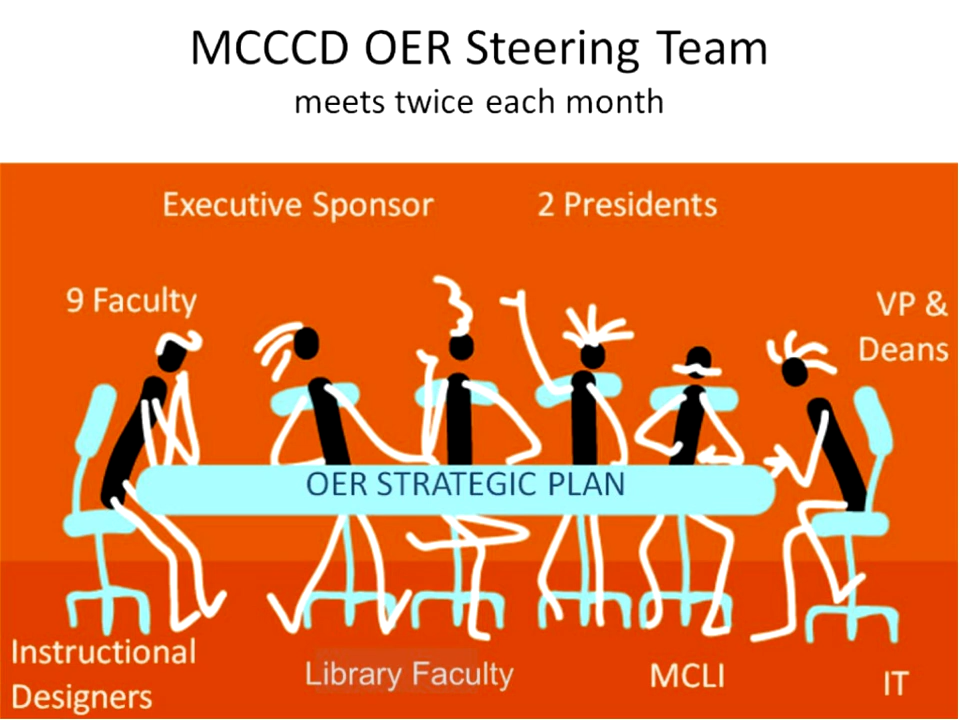 MCCCD OER Steering Team
meets twice each month
Executive Sponsor
2 Presidents
9 Faculty
VP &
Deans
OER STRATEGIC PLAN
Instructional
Designers
Library Faculty
MCLI
IT